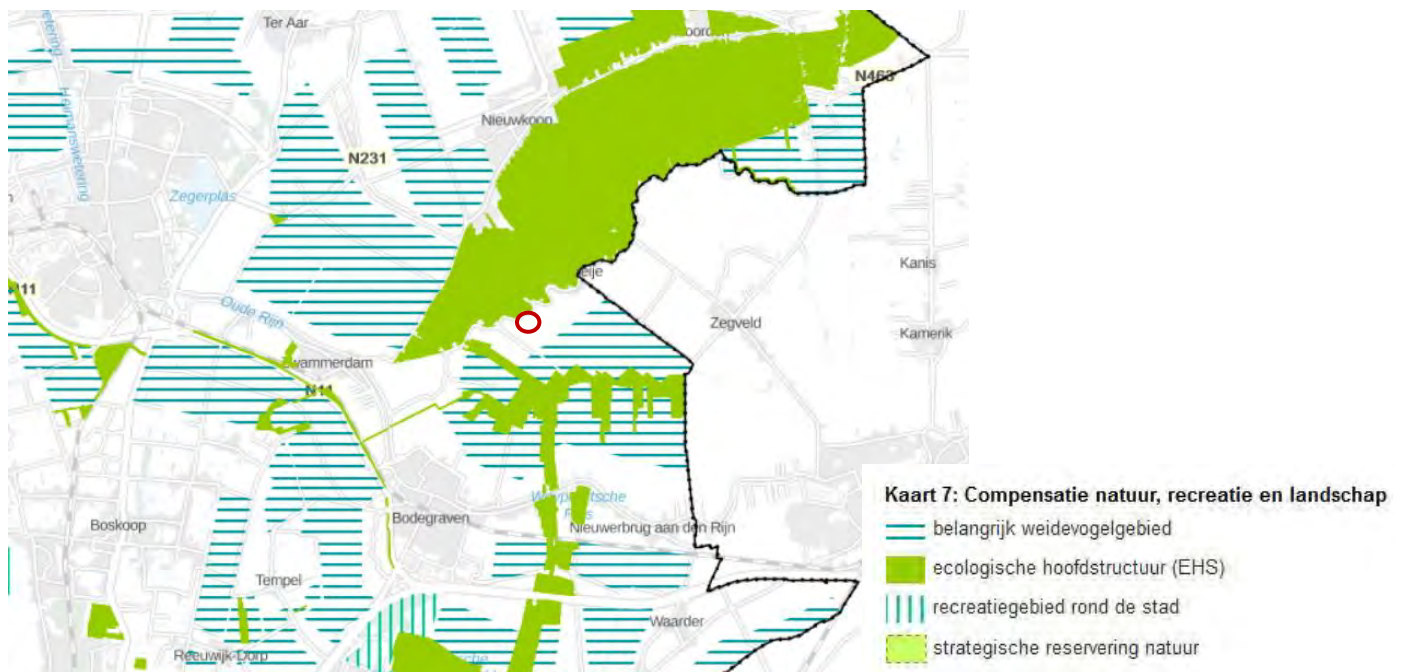 Ter Aar
Heimanswetering
N463
Nieuwkoop
N231
Zegerplas
Kanis
Zegveld
Kamerik
Oude Rijn
Zwammerdam
N11
Boskoop
Bodegraven
Nieuwerbrug aan den Rijn
Tempel
Waarder
Reeuwijk-Dorp
Kaart 7: Compensatie natuur, recreatie en landschap
belangrijk weidevogelgebied
ecologische hoofdstructuur (EHS)
recreatiegebied rond de stad
strategische reservering natuur